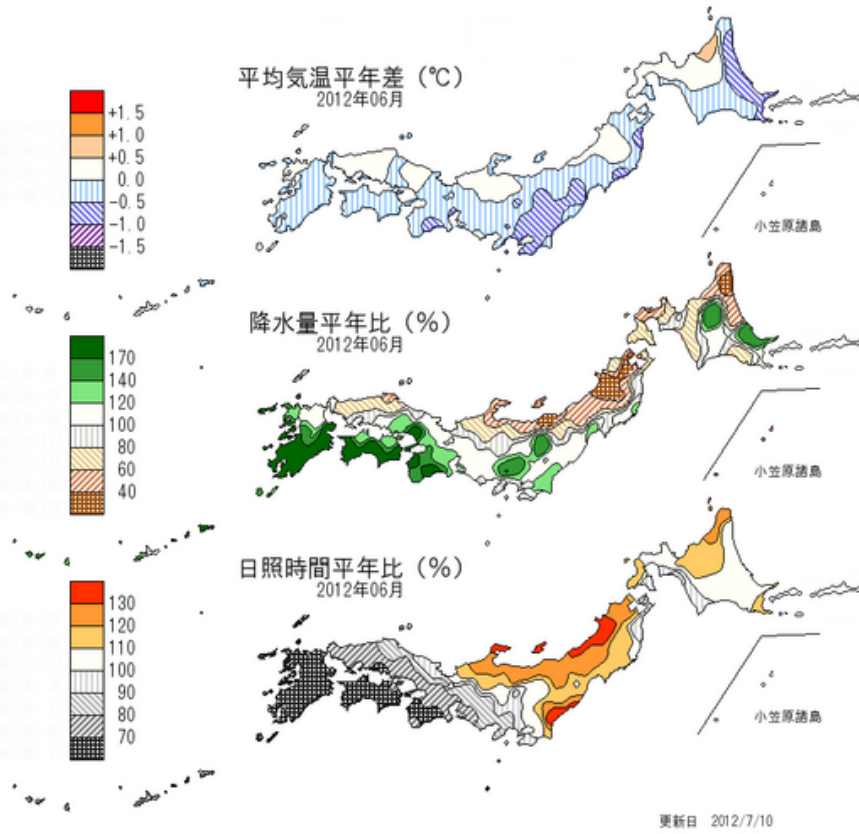 平均気温平年差（℃）
2012年06月
+1.5
+1.0
+0.5
0.0
-0.5
-1.0
-1.5
小笠原諸島
降水量平年比（%）
2012年06月
170
140
120
100
80
60
40
小笠原諸島
日照時間平年比（%）
2012年06月
130
120
110
100
90
80
70
小笠原諸島
更新日 2012/7/10